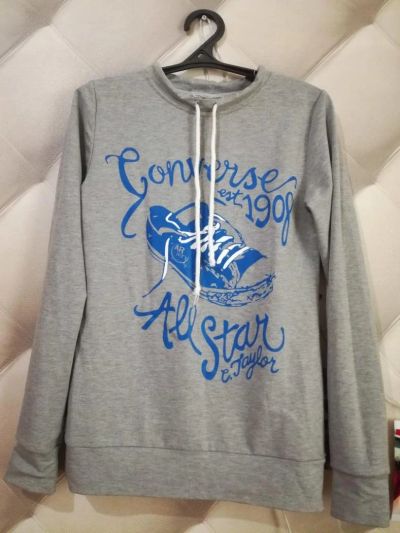 Converse
est. 1908
All Star
C. Taylor